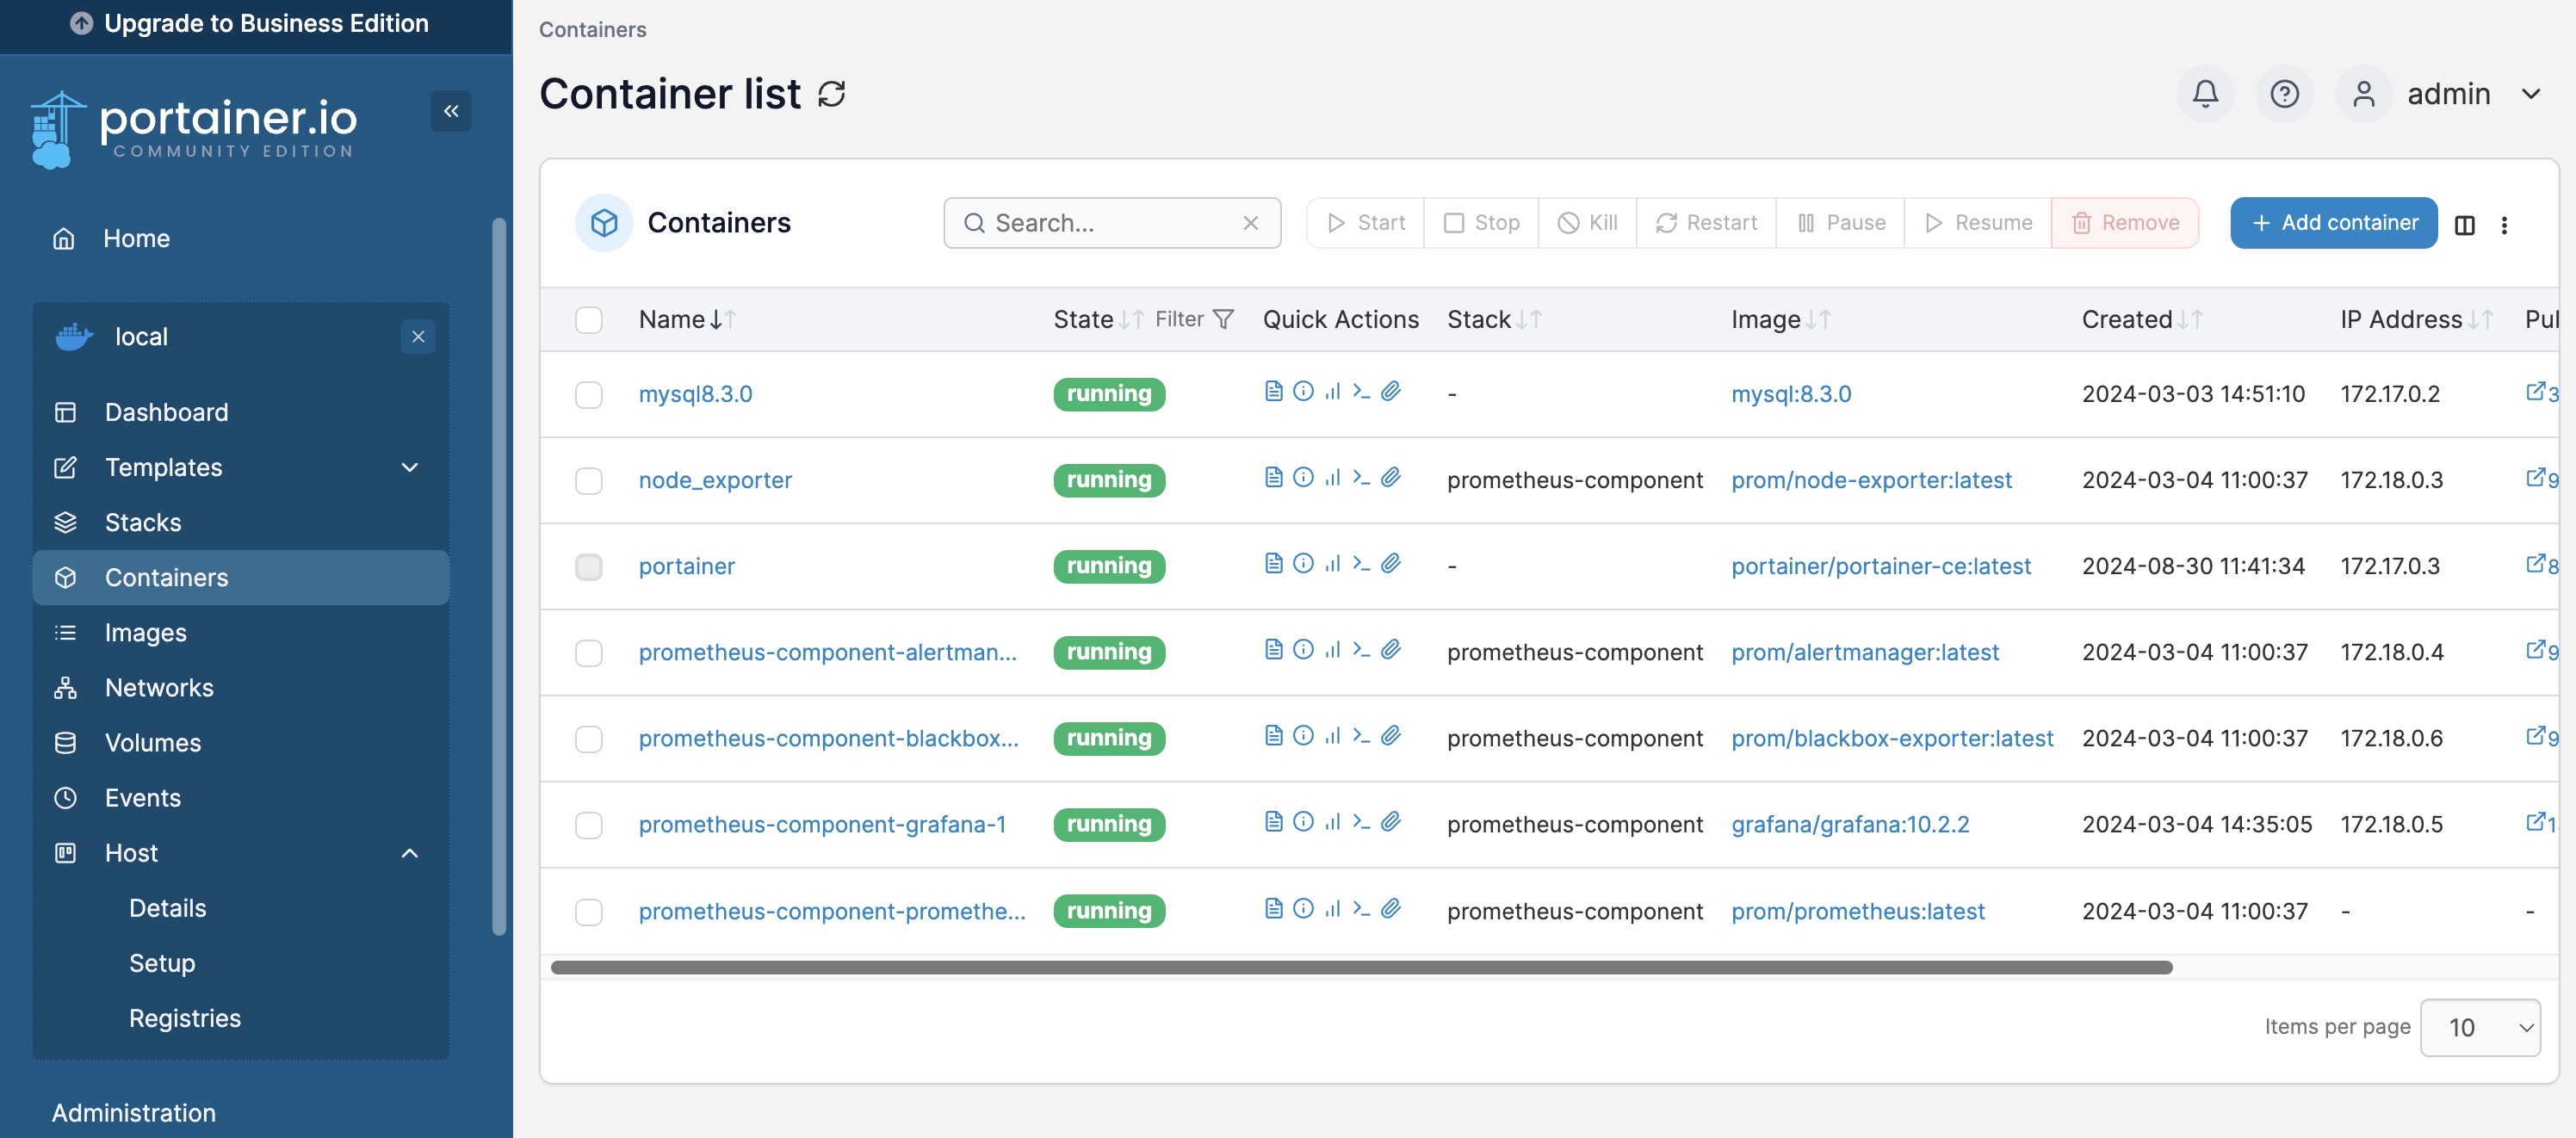 Upgrade to Business Edition
portainer.io
COMMUNITY EDITION
Home
local
Dashboard
Templates
Stacks
Containers
Images
Networks
Volumes
Events
Host
Details
Setup
Registries
Administration
Containers
Container list
admin
Containers Search... Start Stop Kill Restart Pause Resume Remove + Add container
Name State Filter Quick Actions Stack Image Created IP Address
mysql8.3.0 running - mysql:8.3.0 2024-03-03 14:51:10 172.17.0.2 3
node_exporter running prometheus-component prom/node-exporter:latest 2024-03-04 11:00:37 172.18.0.3 9
portainer running - portainer/portainer-ce:latest 2024-08-30 11:41:34 172.17.0.3 8
prometheus-component-alertman... running prometheus-component prom/alertmanager:latest 2024-03-04 11:00:37 172.18.0.4 9
prometheus-component-blackbox... running prometheus-component prom/blackbox-exporter:latest 2024-03-04 11:00:37 172.18.0.6 9
prometheus-component-grafana-1 running prometheus-component grafana/grafana:10.2.2 2024-03-04 14:35:05 172.18.0.5 1
prometheus-component-promethe... running prometheus-component prom/prometheus:latest 2024-03-04 11:00:37 - -
Items per page 10